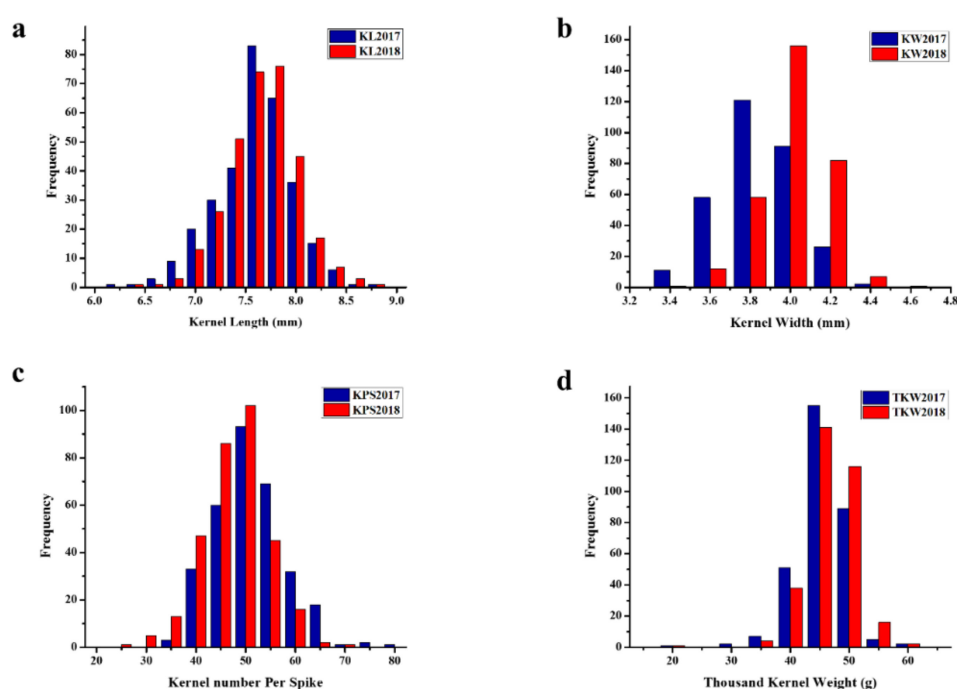 a
KL2017
KL2018
80
70
60
50
40
30
20
10
0
Frequency
6.0 6.5 7.0 7.5 8.0 8.5 9.0
Kernel Length (mm)
b
KW2017
KW2018
160
140
120
100
80
60
40
20
0
Frequency
3.2 3.4 3.6 3.8 4.0 4.2 4.4 4.6 4.8
Kernel Width (mm)
c
KPS2017
KPS2018
100
80
60
40
20
0
Frequency
20 30 40 50 60 70 80
Kernel number Per Spike
d
TKW2017
TKW2018
160
140
120
100
80
60
40
20
0
Frequency
20 30 40 50 60
Thousand Kernel Weight (g)